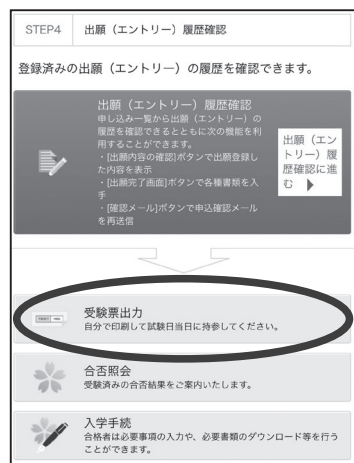 STEP4 出願（エントリー）履歴確認
登録済みの出願（エントリー）の履歴を確認できます。
出願（エントリー）履歴確認
申し込み一覧から出願（エントリー）の
履歴を確認できるとともに次の機能を利
用することができます。
・[出願内容の確認]ボタンで出願登録し
た内容を表示
・[出願完了画面]ボタンで各種書類を入
手
・[確認メール]ボタンで申込確認メール
を再送信
出願（エン
トリー）履
歴確認に進
む ▶
受験票出力
自分で印刷して試験日当日に持参してください。
合否照会
受験済みの合否結果をご案内いたします。
入学手続
合格者は必要事項の入力や、必要書類のダウンロード等を行う
ことができます。